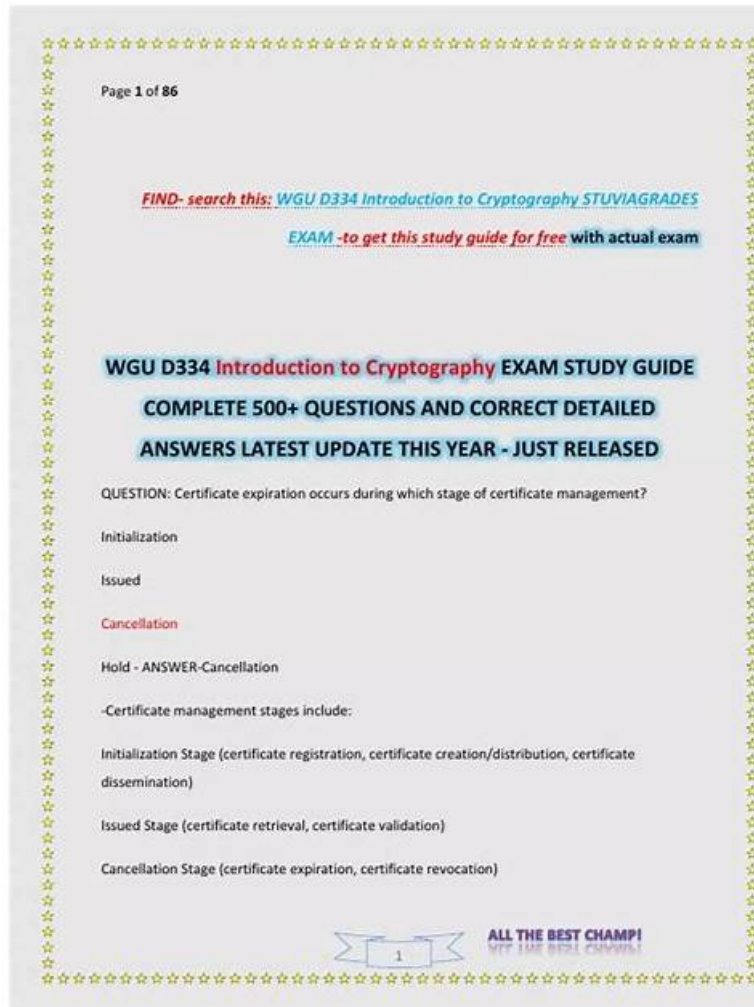 Page 1 of 86
FIND- search this: WGU D334 Introduction to Cryptography STUVIAGRADES
EXAM -to get this study guide for free with actual exam
WGU D334 Introduction to Cryptography EXAM STUDY GUIDE
COMPLETE 500+ QUESTIONS AND CORRECT DETAILED
ANSWERS LATEST UPDATE THIS YEAR - JUST RELEASED
QUESTION: Certificate expiration occurs during which stage of certificate management?
Initialization
Issued
Cancellation
Hold - ANSWER-Cancellation
-Certificate management stages include:
Initialization Stage (certificate registration, certificate creation/distribution, certificate
dissemination)
Issued Stage (certificate retrieval, certificate validation)
Cancellation Stage (certificate expiration, certificate revocation)
1
ALL THE BEST CHAMP!